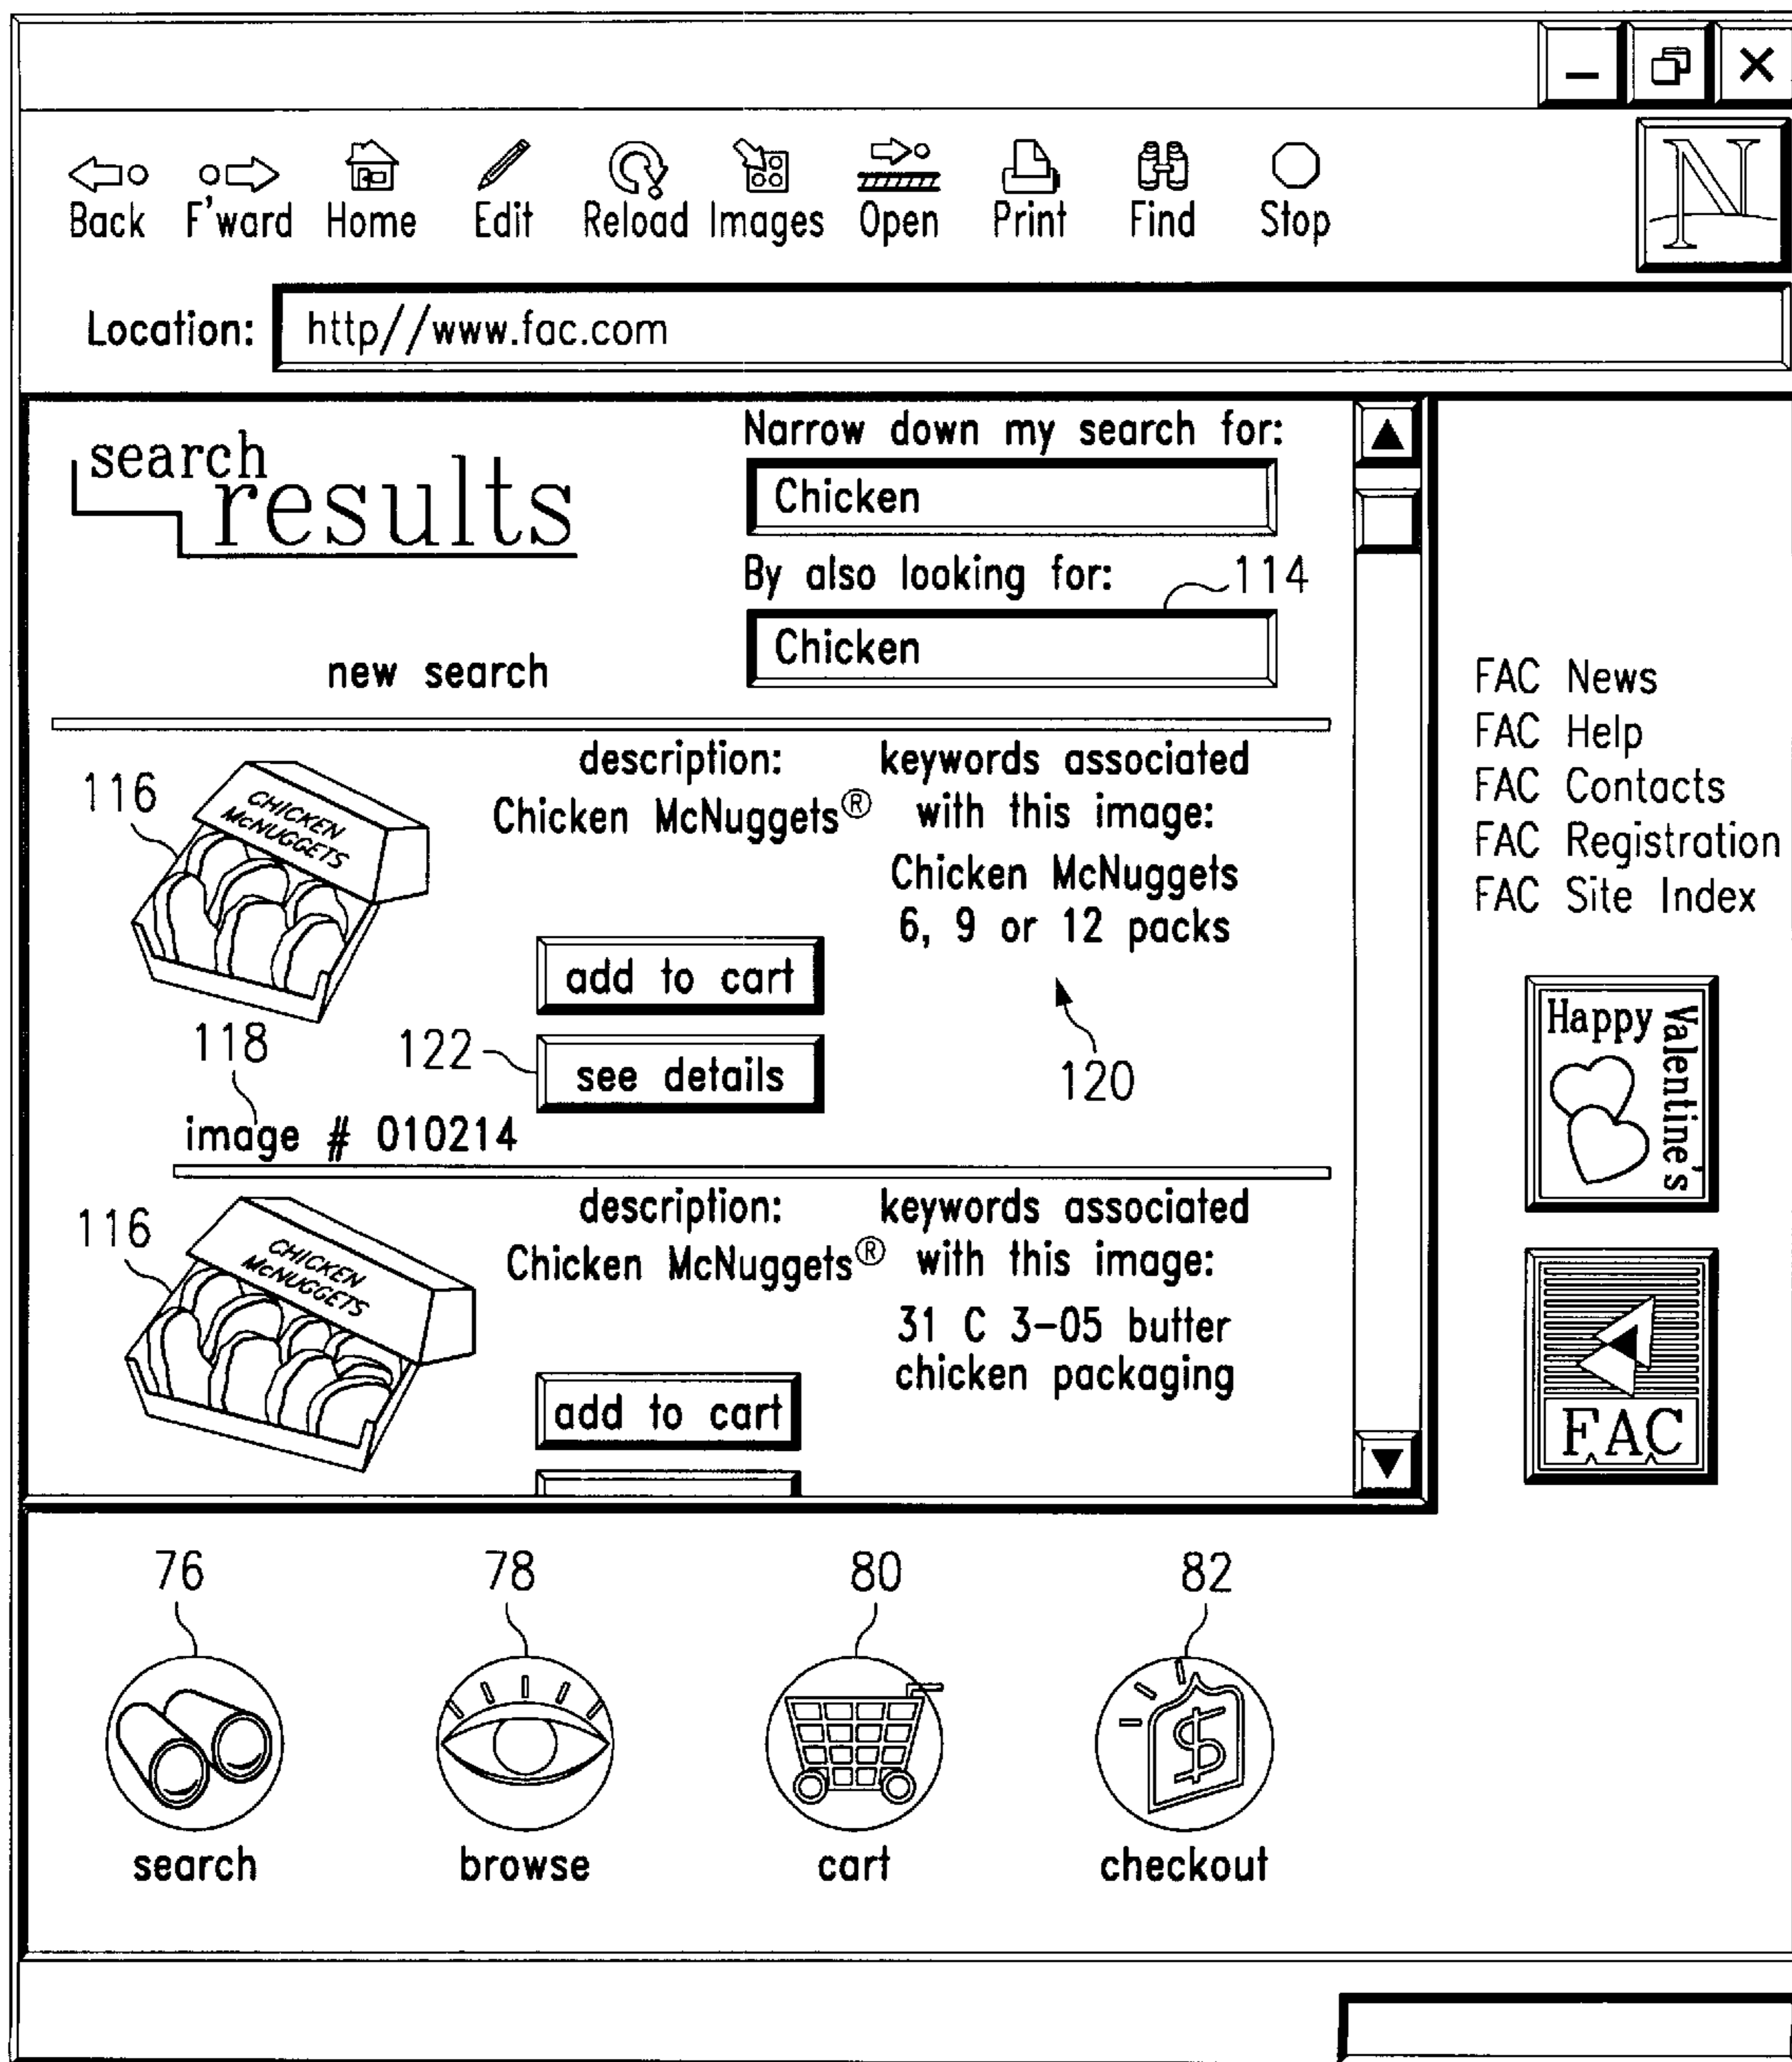 Back F'ward Home Edit Reload Images Open Print Find Stop
N
Location: http//www.fac.com
search
results
Narrow down my search for:
Chicken
By also looking for:
114
Chicken
new search
116
CHICKEN
McNUGGETS
description:
Chicken McNuggets®
keywords associated
with this image:
Chicken McNuggets
6, 9 or 12 packs
add to cart
118
122
see details
120
image # 010214
116
CHICKEN
McNUGGETS
description:
Chicken McNuggets®
keywords associated
with this image:
31 C 3-05 butter
chicken packaging
add to cart
FAC News
FAC Help
FAC Contacts
FAC Registration
FAC Site Index
Happy
Valentine's
FAC
76 78 80 82
$
search browse cart checkout